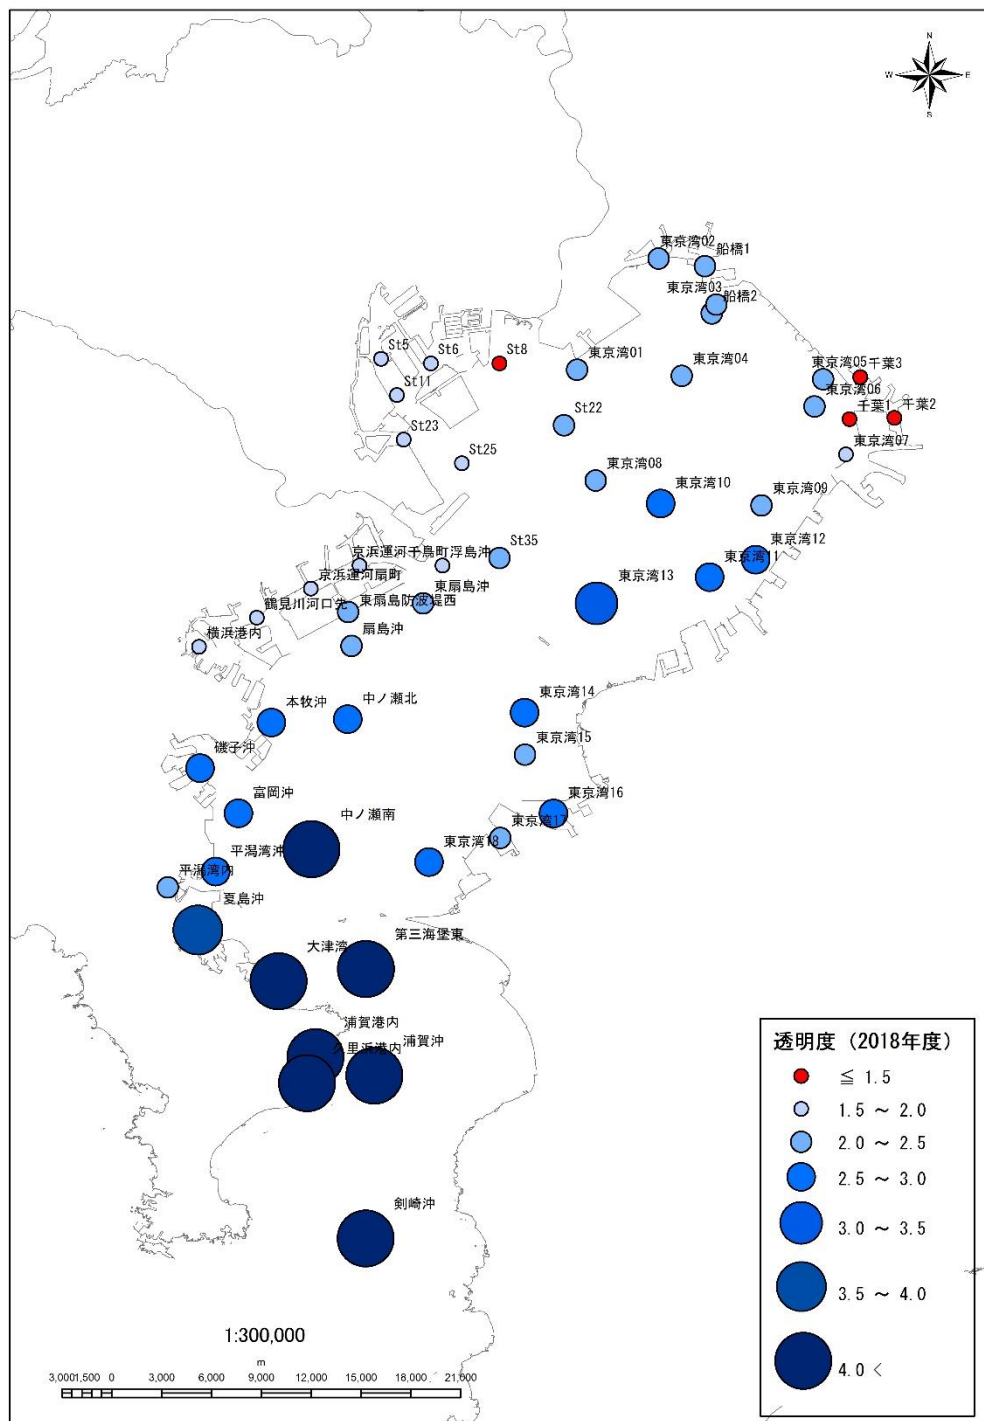 N
W E
S
東京湾02
船橋1
東京湾03
船橋2
St5
St6
St8
東京湾01
東京湾04
東京湾05
千葉3
St11
東京湾06
千葉1
千葉2
St22
St23
東京湾07
St25
東京湾08
東京湾10
東京湾09
St35
東京湾12
京浜運河千鳥町
浮島沖
東京湾11
京浜運河扇町
東扇島沖
東京湾13
鶴見川河口先
東扇島防波堤西
横浜港内
扇島沖
本牧沖
中ノ瀬北
東京湾14
東京湾15
磯子沖
富岡沖
東京湾16
中ノ瀬南
東京湾17
平潟湾沖
東京湾18
平潟湾内
夏島沖
大津湾
第三海堡東
浦賀港内
浦賀沖
久里浜港内
剣崎沖
透明度（2018年度）
≦ 1.5
1.5 ～ 2.0
2.0 ～ 2.5
2.5 ～ 3.0
3.0 ～ 3.5
3.5 ～ 4.0
4.0 <
1:300,000
m
3,000 1,500 0 3,000 6,000 9,000 12,000 15,000 18,000 21,000